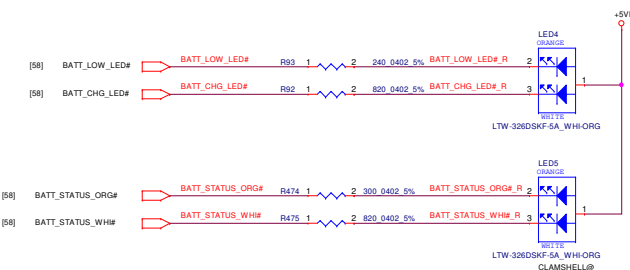 +5V
LED4
ORANGE
[58] BATT_LOW_LED# BATT_LOW_LED# R93 1 2 240_0402_5% BATT_LOW_LED#_R 2
1
[58] BATT_CHG_LED# BATT_CHG_LED# R92 1 2 820_0402_5% BATT_CHG_LED#_R 3
WHITE
LTW-326DSKF-5A_WHI-ORG
LED5
ORANGE
[58] BATT_STATUS_ORG# BATT_STATUS_ORG# R474 1 2 300_0402_5% BATT_STATUS_ORG#_R 2
1
[58] BATT_STATUS_WHI# BATT_STATUS_WHI# R475 1 2 820_0402_5% BATT_STATUS_WHI#_R 3
WHITE
LTW-326DSKF-5A_WHI-ORG
CLAMSHELL@